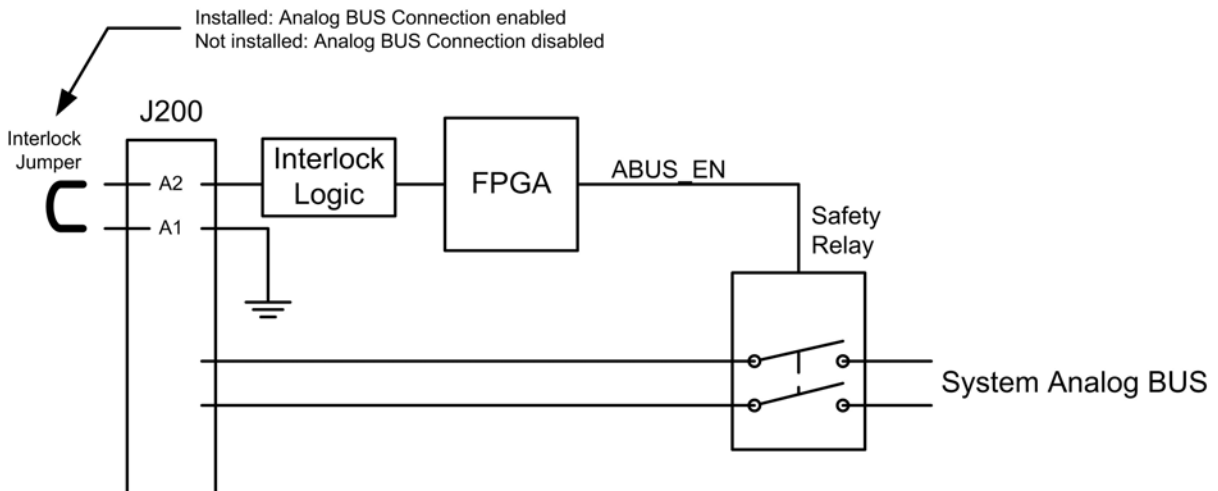 Installed: Analog BUS Connection enabled
Not installed: Analog BUS Connection disabled
J200
Interlock
Jumper
A2
A1
Interlock
Logic
FPGA
ABUS_EN
Safety
Relay
System Analog BUS